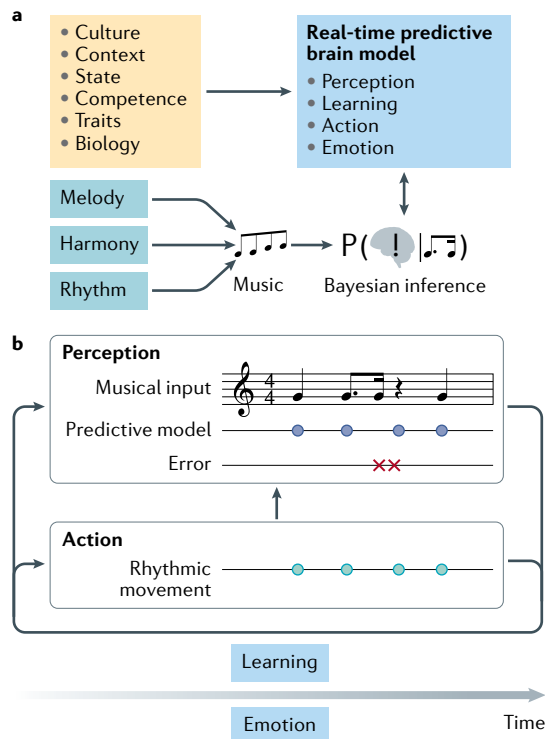 a
Culture
Context
State
Competence
Traits
Biology
Real-time predictive
brain model
Perception
Learning
Action
Emotion
Melody
Harmony
Rhythm
Music
P( ! | )
Bayesian inference
b
Perception
Musical input
4
4
Predictive model
Error
Action
Rhythmic
movement
Learning
Emotion
Time